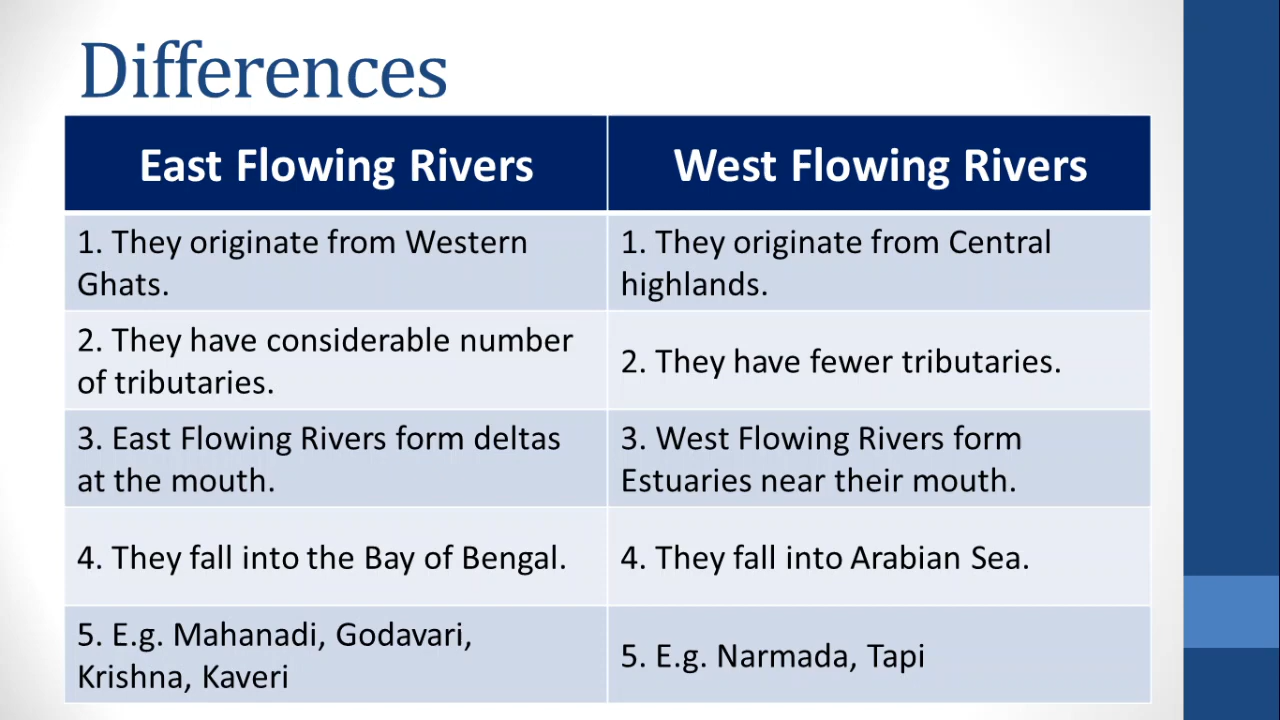 Differences
East Flowing Rivers
West Flowing Rivers
1. They originate from Western
Ghats.
1. They originate from Central
highlands.
2. They have considerable number
of tributaries.
2. They have fewer tributaries.
3. East Flowing Rivers form deltas
at the mouth.
3. West Flowing Rivers form
Estuaries near their mouth.
4. They fall into the Bay of Bengal.
4. They fall into Arabian Sea.
5. E.g. Mahanadi, Godavari,
Krishna, Kaveri
5. E.g. Narmada, Tapi